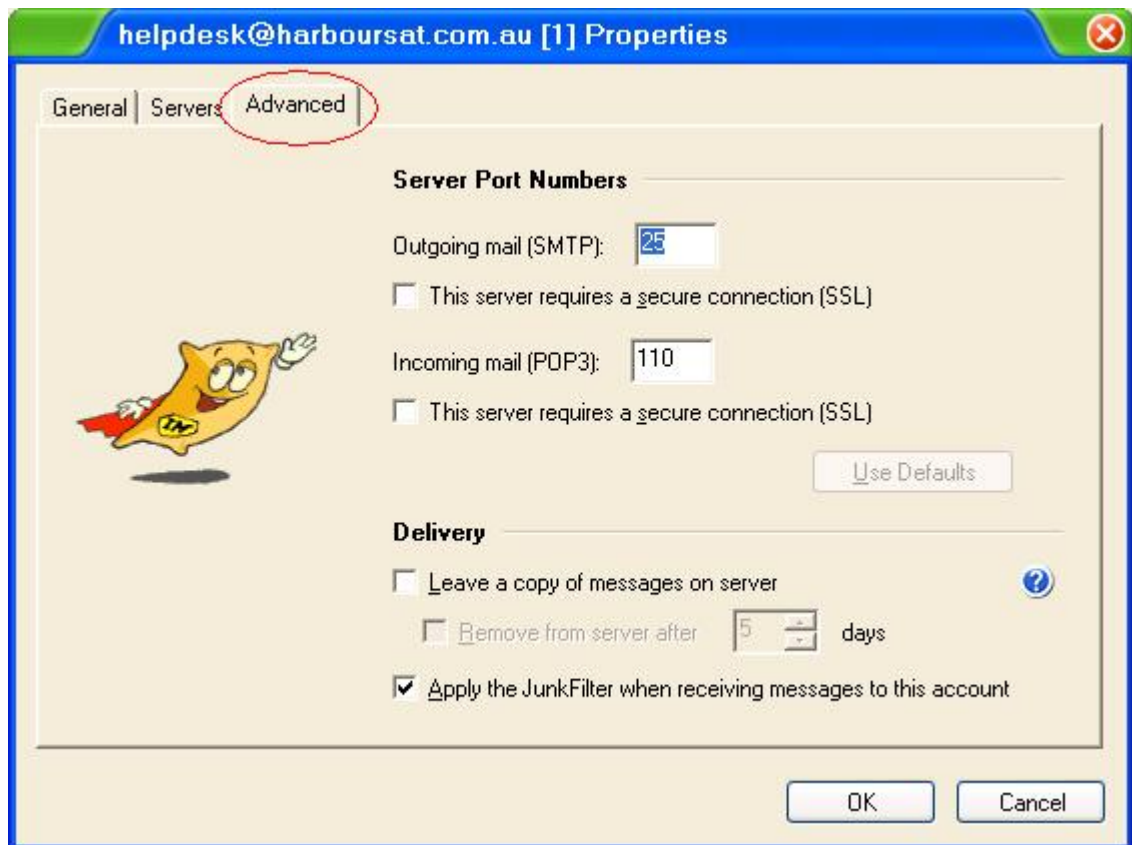 helpdesk@harboursat.com.au [1] Properties
General Servers Advanced
Server Port Numbers
Outgoing mail (SMTP): 25
This server requires a secure connection (SSL)
Incoming mail (POP3): 110
This server requires a secure connection (SSL)
Use Defaults
Delivery
Leave a copy of messages on server
?
Remove from server after 5 days
Apply the JunkFilter when receiving messages to this account
IM
OK Cancel